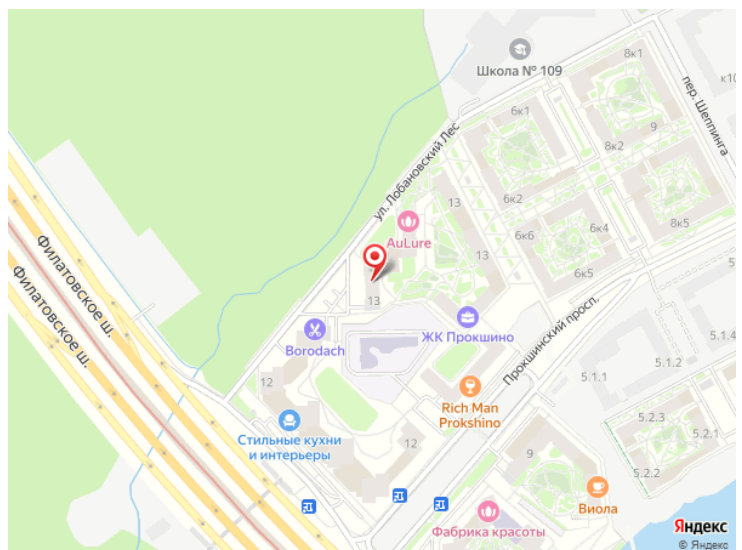 8к1
Школа № 109
к10
пер. Шеппинга
6к1
9
8к2
ул. Лобановский Лес
6к2
13
6к4
8к5
AuLure
6к6
13
Филатовское ш.
6к5
13
Филатовское ш.
Прокшинский просп.
Borodach
ЖК Прокшино
5.1.4
5.1.2
5.1.1
12
Rich Man
Prokshino
5.2.3
5.2.1
Стильные кухни
и интерьеры
12
9
5.2.2
Виола
Фабрика красоты
Яндекс
© Яндекс